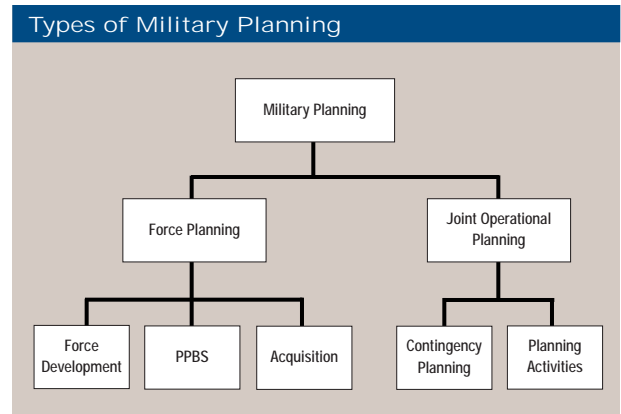 Types of Military Planning
Military Planning
Force Planning
Joint Operational
Planning
Force
Development
PPBS
Acquisition
Contingency
Planning
Planning
Activities